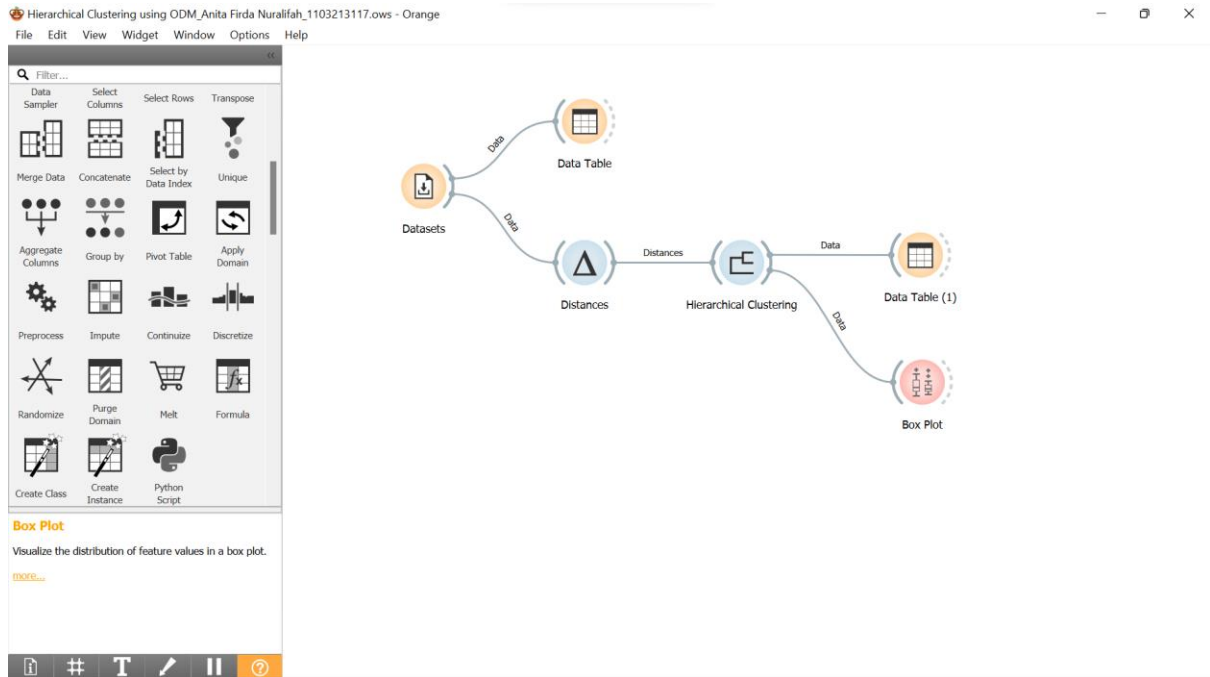 Hierarchical Clustering using ODM_Anita Firda Nuralifah_1103213117.ows - Orange
File Edit View Widget Window Options Help
Filter...
Data Sampler
Select Columns
Select Rows
Transpose
Merge Data
Concatenate
Select by Data Index
Unique
Aggregate Columns
Group by
Pivot Table
Apply Domain
Preprocess
Impute
Continuize
Discretize
Randomize
Purge Domain
Melt
Formula
Create Class
Create Instance
Python Script
Box Plot
Visualize the distribution of feature values in a box plot.
more...
Datasets
Data
Data Table
Data
Distances
Distances
Hierarchical Clustering
Data
Data Table (1)
Data
Box Plot